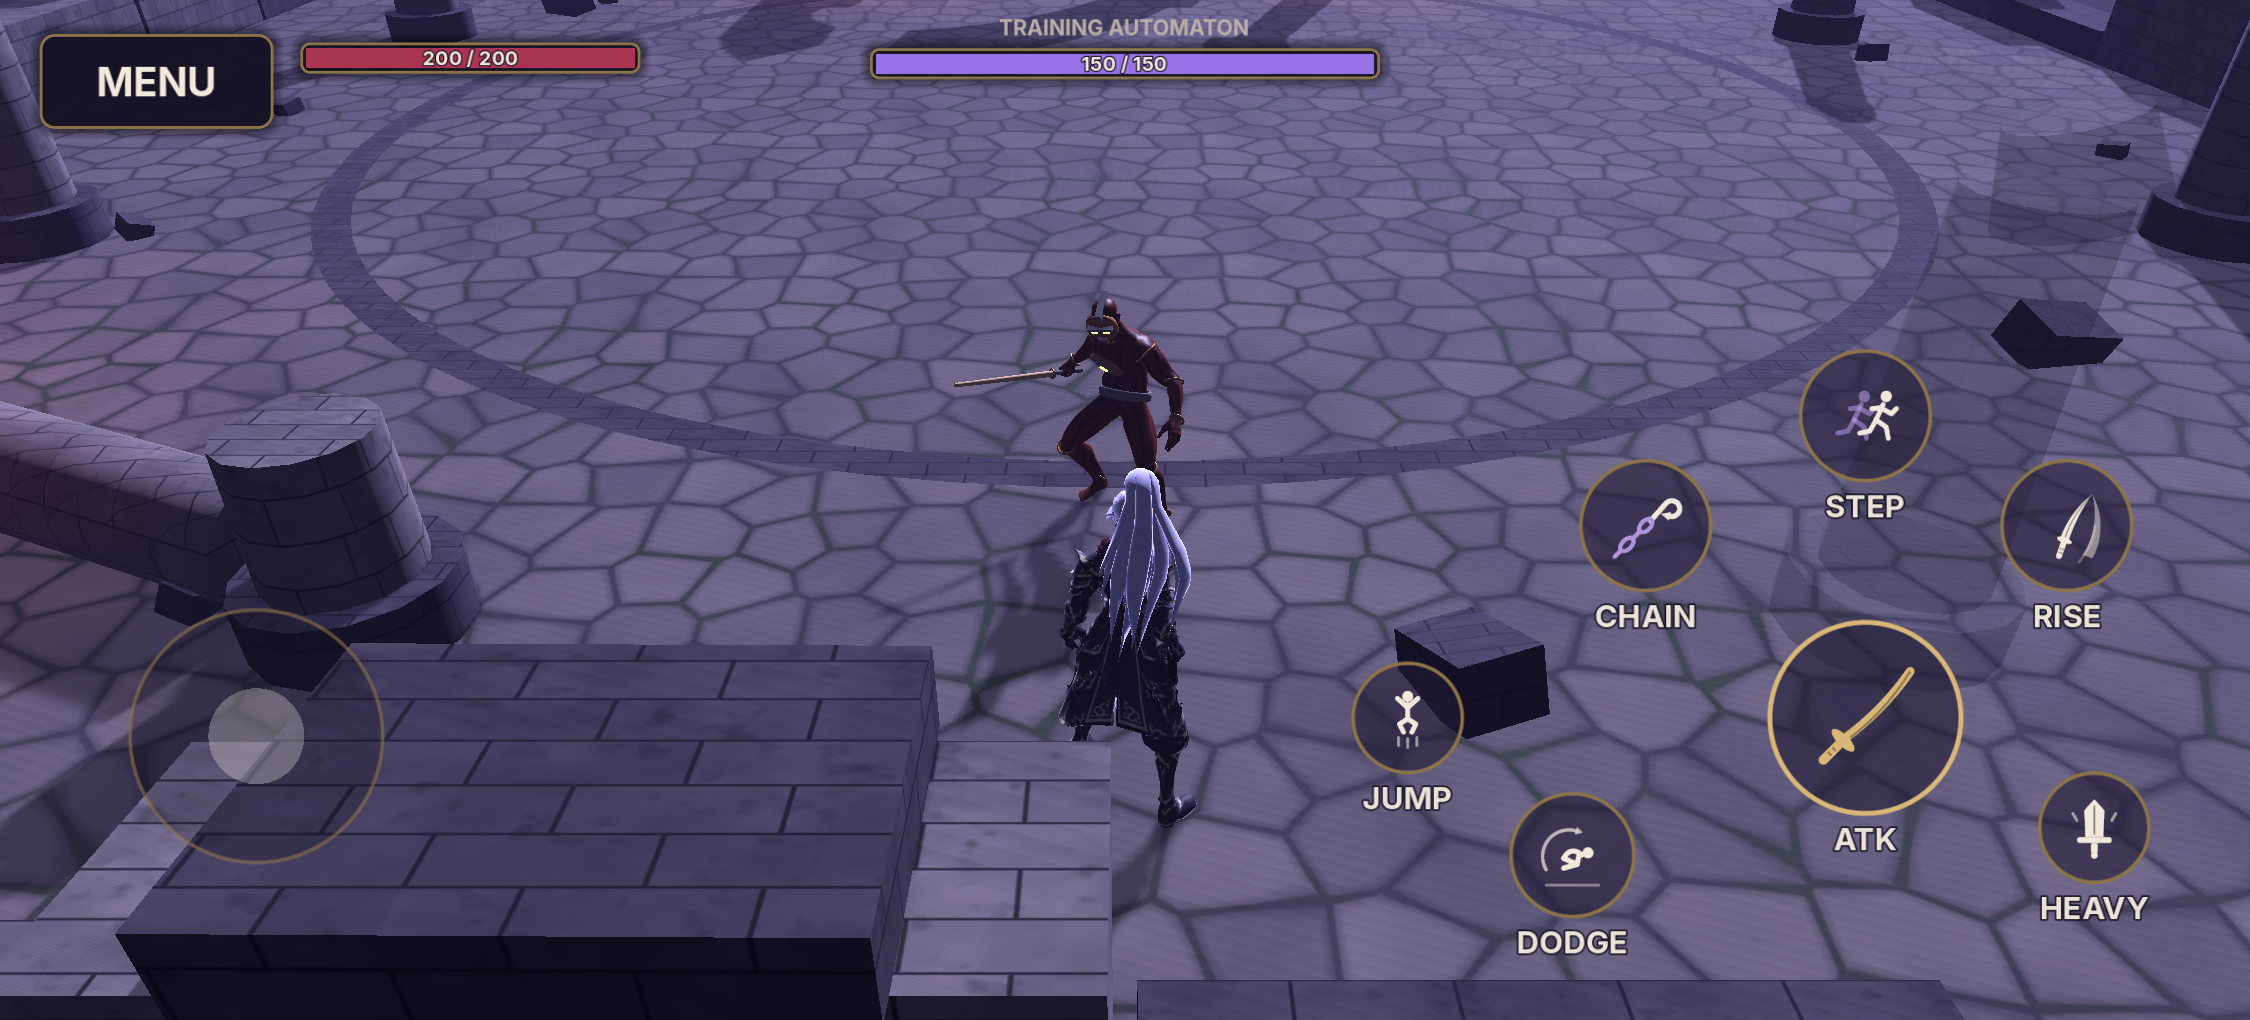 MENU
200 / 200
TRAINING AUTOMATON
150 / 150
STEP
CHAIN
RISE
JUMP
ATK
DODGE
HEAVY